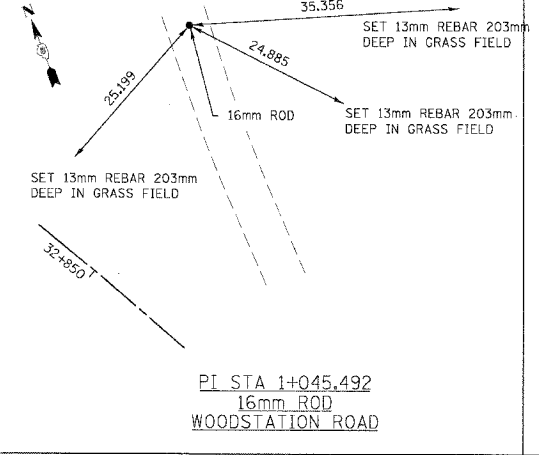 N
35.356
SET 13mm REBAR 203mm
DEEP IN GRASS FIELD
24.885
25.199
16mm ROD
SET 13mm REBAR 203mm
DEEP IN GRASS FIELD
SET 13mm REBAR 203mm
DEEP IN GRASS FIELD
32+850
PI STA 1+045.492
16mm ROD
WOODSTATION ROAD